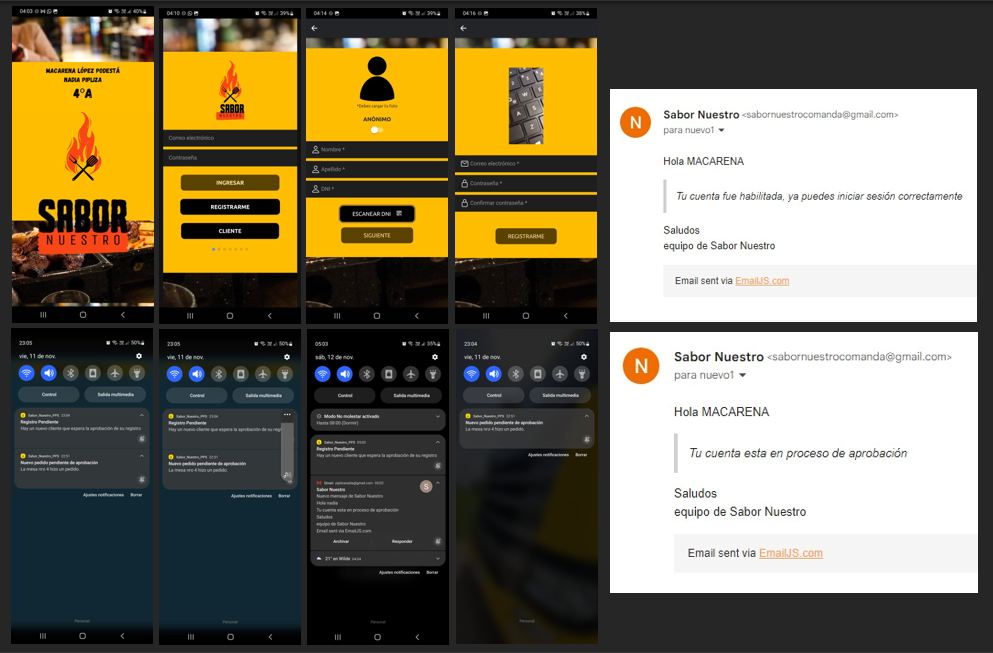 04:03
40%
MACARENA LÓPEZ PODESTÁ
NADIA PIPLIZA
4°A
SABOR
NUESTRO
04:10
39%
SABOR
NUESTRO
Correo electrónico
Contraseña
INGRESAR
REGISTRARME
CLIENTE
04:14
39%
*Debes cargar tu foto
ANÓNIMO
Nombre *
Apellido *
DNI *
ESCANEAR DNI
SIGUIENTE
04:16
38%
Correo electrónico *
Contraseña *
Confirmar contraseña *
REGISTRARME
Sabor Nuestro <sabornuestrocomanda@gmail.com>
para nuevo1
Hola MACARENA
Tu cuenta fue habilitada, ya puedes iniciar sesión correctamente
Saludos
equipo de Sabor Nuestro
Email sent via EmailJS.com
23:05
50%
vie, 11 de nov.
Control
Salida multimedia
Sabor_Nuestro_PPS 23:04
Registro Pendiente
Hay un nuevo cliente que espera la aprobación de su registro
Sabor_Nuestro_PPS 22:51
Nuevo pedido pendiente de aprobación
La mesa nro 4 hizo un pedido.
Ajustes notificaciones
Borrar
Personal
23:05
50%
vie, 11 de nov.
Control
Salida multimedia
Sabor_Nuestro_PPS 23:04
Registro Pendiente
Hay un nuevo cliente que espera la aprobación de su reg
Sabor_Nuestro_PPS 22:51
Nuevo pedido pendiente de aprobación
La mesa nro 4 hizo un pedido.
Ajustes notificaciones
Borrar
Personal
05:03
35%
sáb, 12 de nov.
Control
Salida multimedia
Modo No molestar activado
Hasta 08:00 (Dormir)
Sabor_Nuestro_PPS 05:03
Registro Pendiente
Hay un nuevo cliente que espera la aprobación de su registro
Sabor Nuestro
Nuevo mensaje de Sabor Nuestro
Hola nadia
Tu cuenta esta en proceso de aprobación
Saludos
equipo de Sabor Nuestro
Email sent via EmailJS.com
S
Archivar
Responder
21° en Wilde
Ajustes notificaciones
Borrar
Personal
23:04
50%
vie, 11 de nov.
Control
Salida multimedia
Sabor_Nuestro_PPS 22:51
Nuevo pedido pendiente de aprobación
La mesa nro 4 hizo un pedido.
Ajustes notificaciones
Borrar
Personal
N
Sabor Nuestro <sabornuestrocomanda@gmail.com>
para nuevo1
Hola MACARENA
Tu cuenta esta en proceso de aprobación
Saludos
equipo de Sabor Nuestro
Email sent via EmailJS.com